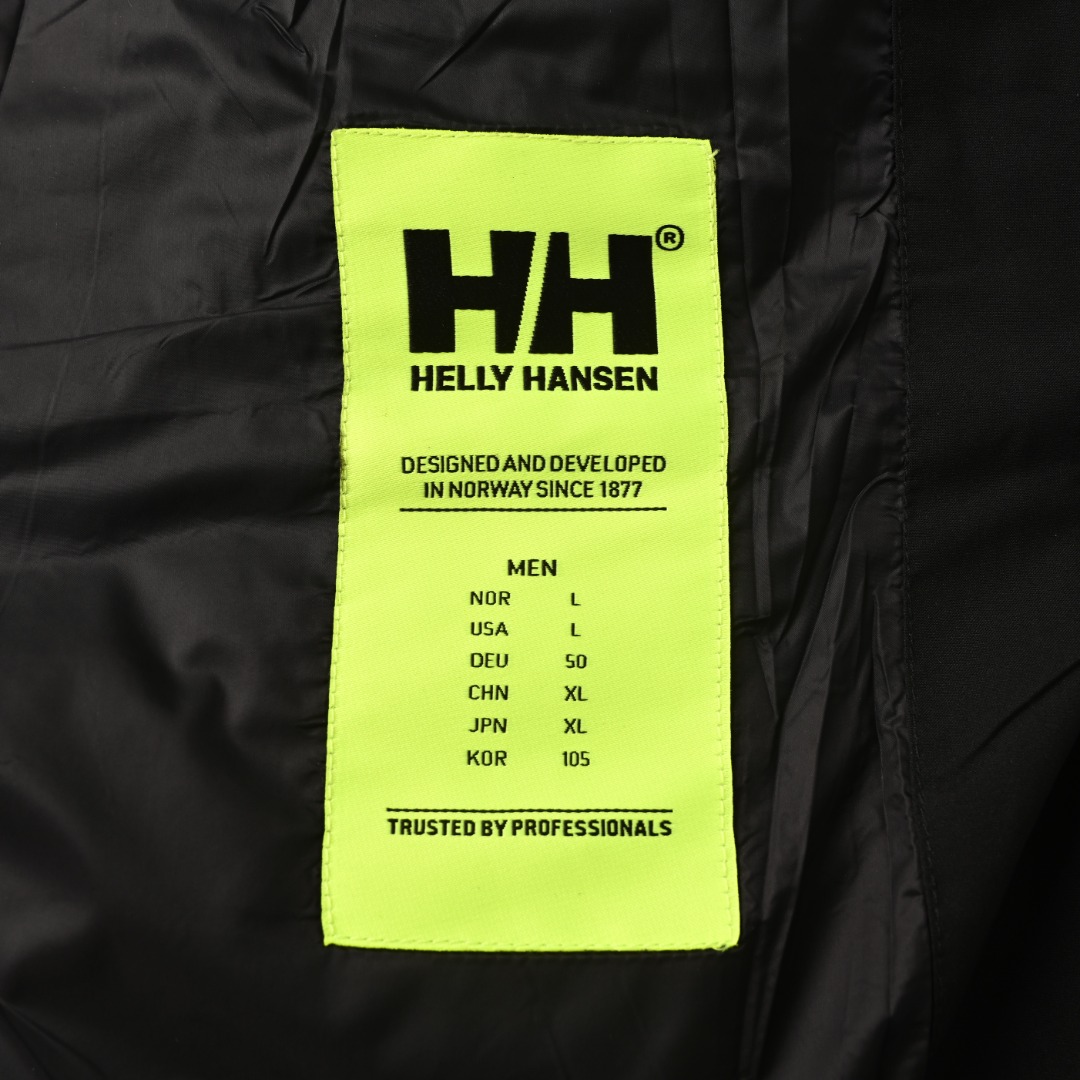 HH®
HELLY HANSEN
DESIGNED AND DEVELOPED
IN NORWAY SINCE 1877
MEN
NOR L
USA L
DEU 50
CHN XL
JPN XL
KOR 105
TRUSTED BY PROFESSIONALS